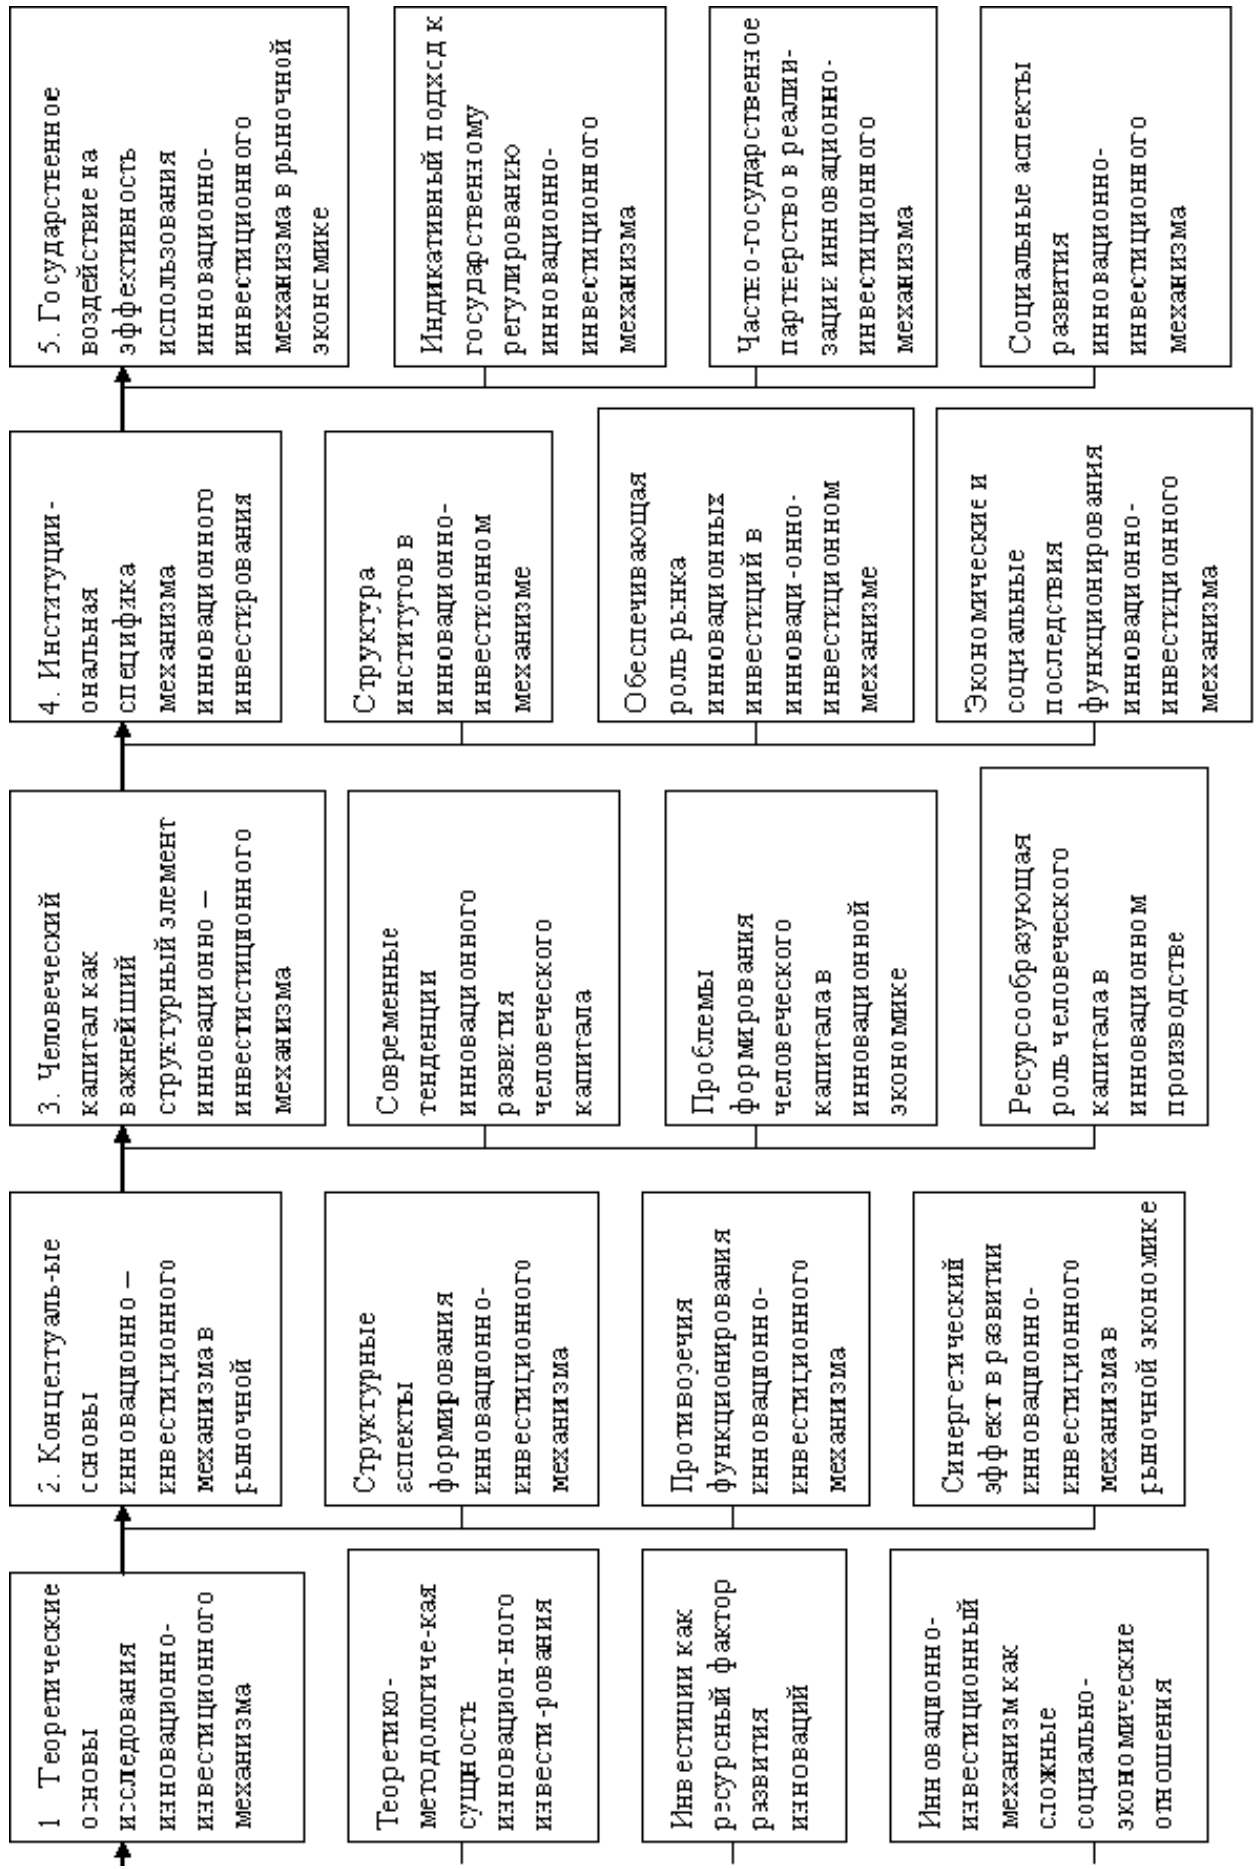 1 Теоретические
основы
исследования
инновационно-
инвестиционного
механизма
Теоретико-
методологиче-кая
сущность
инновацион-ного
инвести-рования
Инвестиции как
ресурсный фактор
развития
инноваций
Инновационно-
инвестиционный
механизм как
сложные
социально-
экономические
отношения
2. Концептуаль-ые
основы
инновационно –
инвестиционного
механизма в
рыночной
Структурные
аспекты
формирования
инновационно-
инвестиционного
механизма
Противоречия
функционирования
инновационно-
инвестиционного
механизма
Синергетический
эффект в развитии
инновационно-
инвестиционного
механизма в
рыночной экономике
3. Человеческий
капитал как
важнейший
структурный элемент
инновационно –
инвестистиционного
механизма
Современные
тенденции
инновационного
развития
человеческого
капитала
Проблемы
формирования
человеческого
капитала в
инновационной
экономике
Ресурсообразующая
роль человеческого
капитала в
инновационном
производстве
4. Институци-
ональная
специфика
механизма
инновационного
инвестирования
Структура
институтов в
инновационно-
инвестионном
механизме
Обеспечивающая
роль рынка
инновационных
инвестиций в
инноваци-онно-
инвестиционном
механизме
Экономические и
социальные
последствия
функционирования
инновационно-
инвестиционного
механизма
5. Государственное
воздействие на
эффективность
использования
инновационно-
инвестиционного
механизма в рыночной
экономике
Индикативный подход к
государственному
регулированию
инновационно-
инвестиционного
механизма
Частно-государственное
партнерство в реалии-
зации инновационно-
инвестиционного
механизма
Социальные аспекты
развития
инновационно-
инвестиционного
механизма